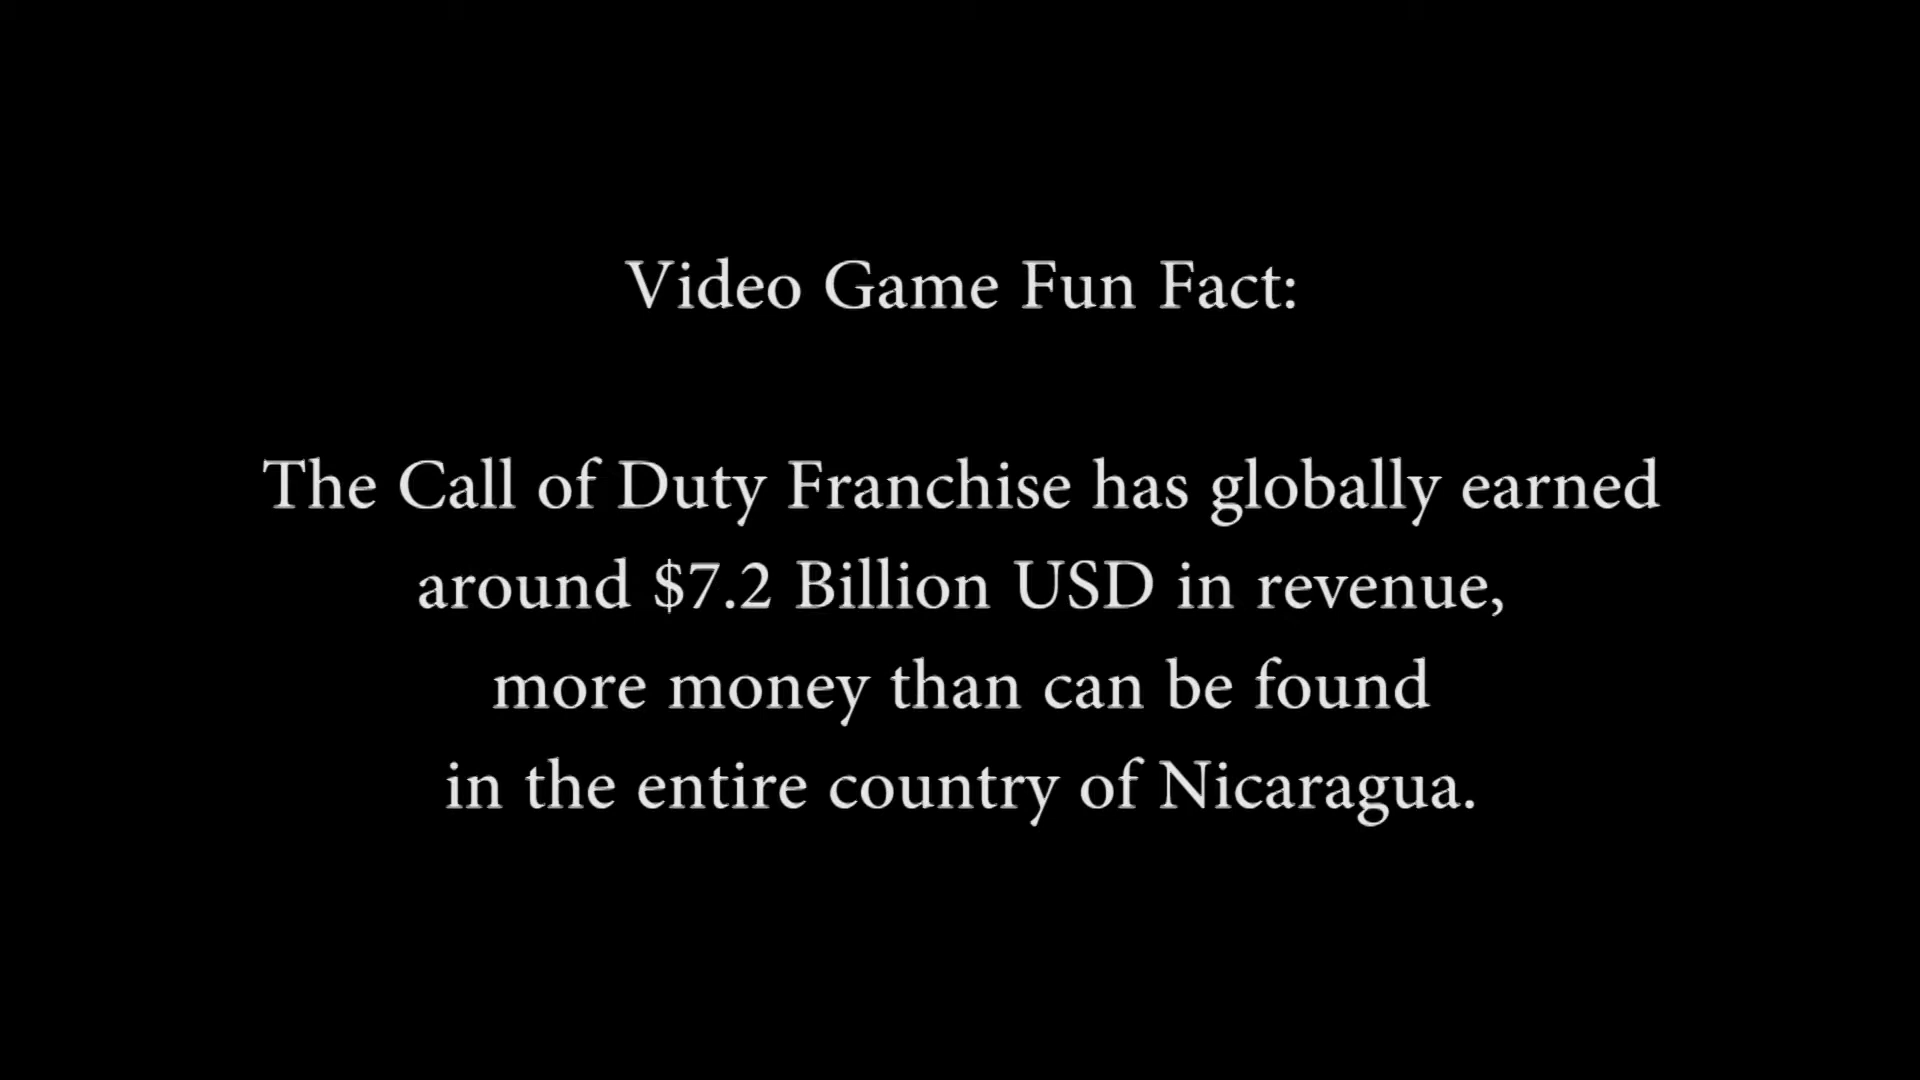 Video Game Fun Fact:
The Call of Duty Franchise has globally earned
around $7.2 Billion USD in revenue,
more money than can be found
in the entire country of Nicaragua.